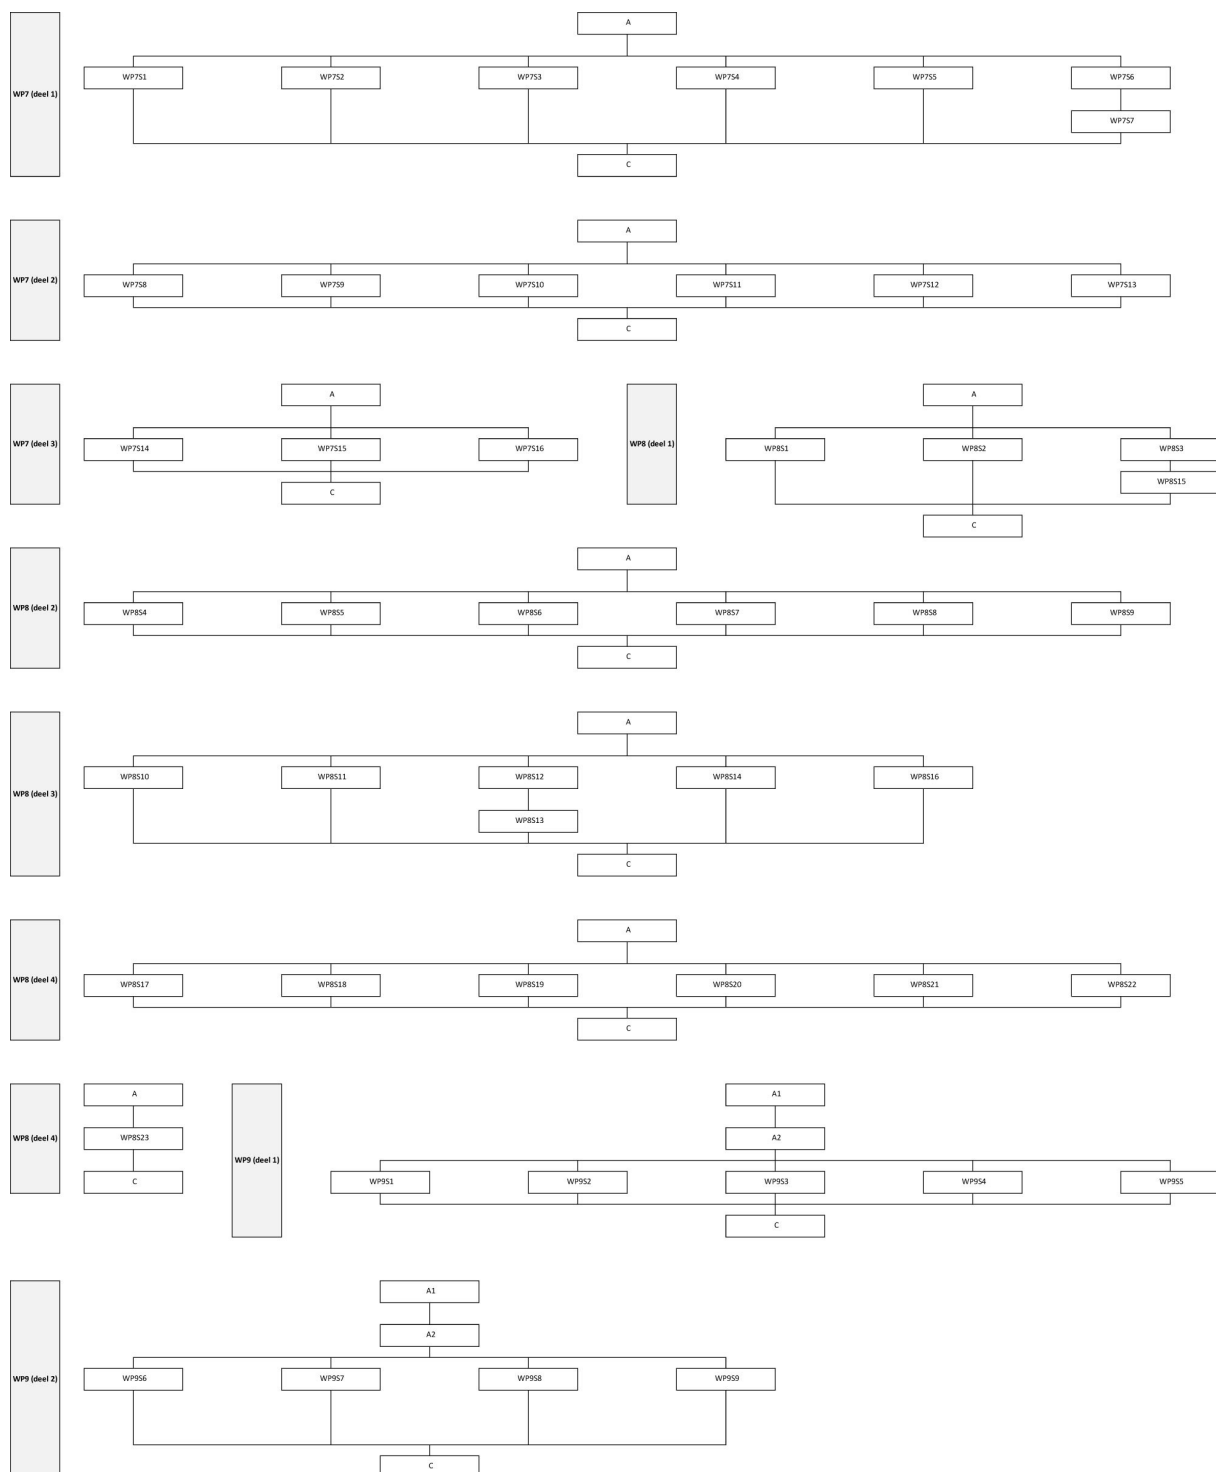 WP7 (deel 1)
A
WP7S1 WP7S2 WP7S3 WP7S4 WP7S5 WP7S6
WP7S7
C
WP7 (deel 2)
A
WP7S8 WP7S9 WP7S10 WP7S11 WP7S12 WP7S13
C
WP7 (deel 3)
A
WP7S14 WP7S15 WP7S16
C
WP8 (deel 1)
A
WP8S1 WP8S2 WP8S3
WP8S15
C
WP8 (deel 2)
A
WP8S4 WP8S5 WP8S6 WP8S7 WP8S8 WP8S9
C
WP8 (deel 3)
A
WP8S10 WP8S11 WP8S12 WP8S14 WP8S16
WP8S13
C
WP8 (deel 4)
A
WP8S17 WP8S18 WP8S19 WP8S20 WP8S21 WP8S22
C
WP8 (deel 4)
A
WP8S23
C
WP9 (deel 1)
A1
A2
WP9S1 WP9S2 WP9S3 WP9S4 WP9S5
C
WP9 (deel 2)
A1
A2
WP9S6 WP9S7 WP9S8 WP9S9
C